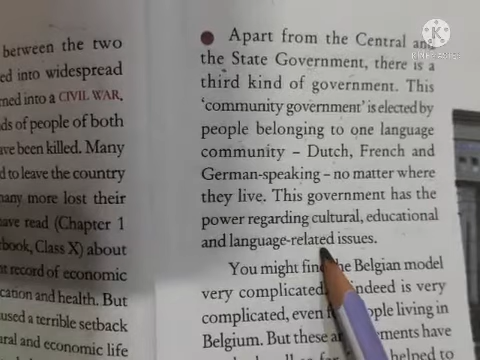 between the two
ed into widespread
ned into a CIVIL WAR,
ds of people of both
ave been killed. Many
d to leave the country
many more lost their
ave read (Chapter 1
book, Class X) about
nt record of economic
cation and health. But
used a terrible setback
ural and economic life
Apart from the Central and
the State Government, there is a
third kind of government. This
‘community government’ is elected by
people belonging to one language
community – Dutch, French and
German-speaking – no matter where
they live. This government has the
power regarding cultural, educational
and language-related issues.
You might find the Belgian model
very complicated. indeed is very
complicated, even living in
Belgium. But these have
helped to